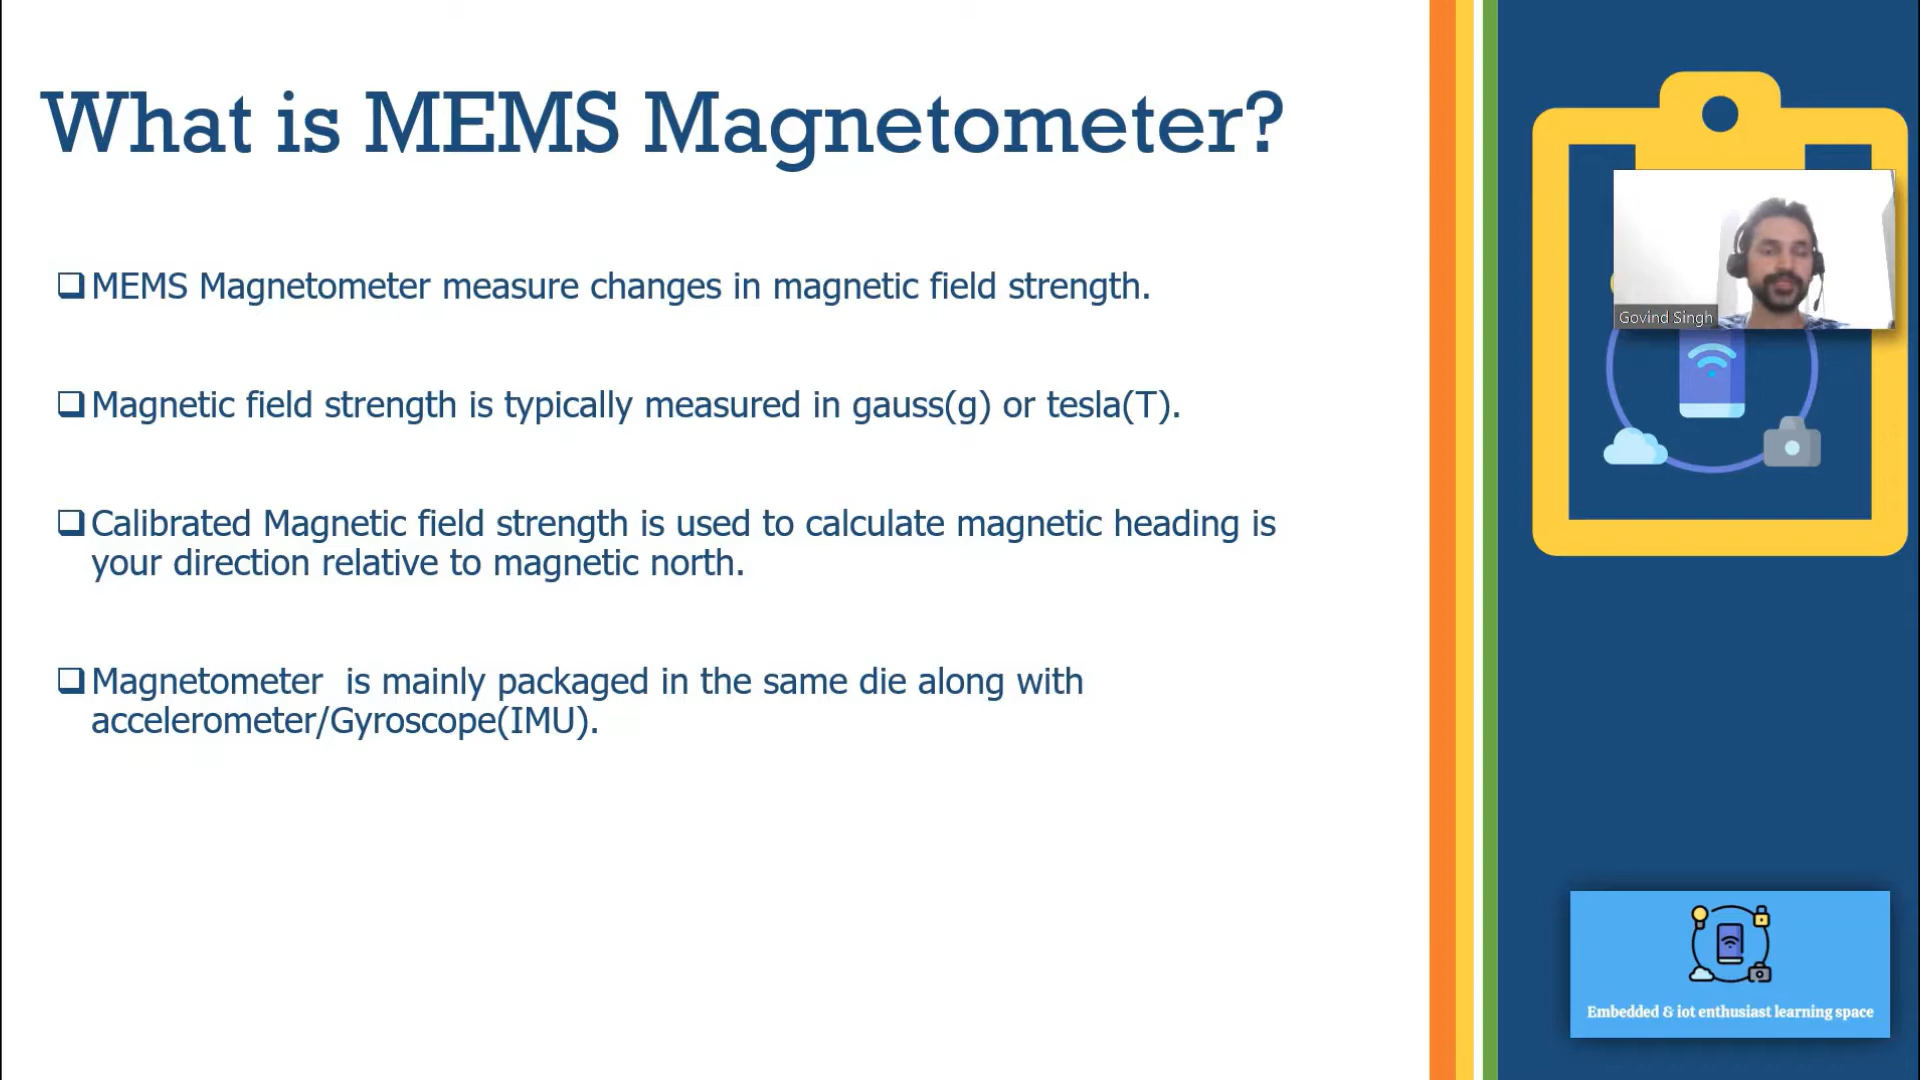 What is MEMS Magnetometer?
MEMS Magnetometer measure changes in magnetic field strength.
Magnetic field strength is typically measured in gauss(g) or tesla(T).
Calibrated Magnetic field strength is used to calculate magnetic heading is
your direction relative to magnetic north.
Magnetometer  is mainly packaged in the same die along with
accelerometer/Gyroscope(IMU).
Govind Singh
Embedded & iot enthusiast learning space